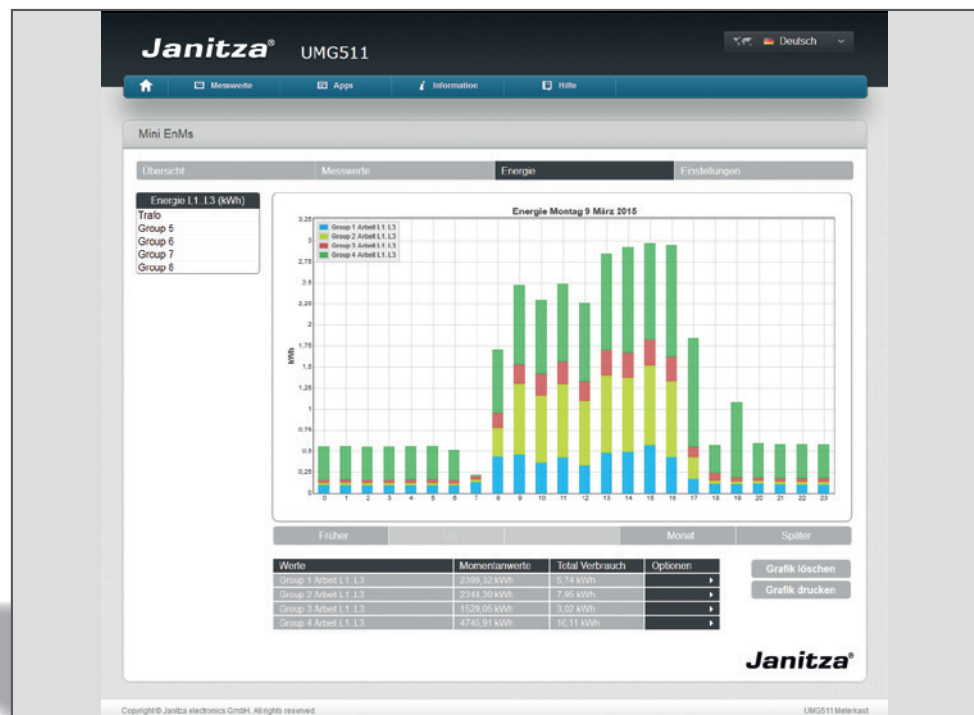 Janitza®
UMG511
Deutsch
Messwerte
Apps
Information
Hilfe
Mini EnMs
Übersicht
Messwerte
Energie
Einstellungen
Energie L1..L3 (kWh)
Trafo
Group 5
Group 6
Group 7
Group 8
Energie Montag 9 März 2015
Group 1 Arbeit L1..L3
Group 2 Arbeit L1..L3
Group 3 Arbeit L1..L3
Group 4 Arbeit L1..L3
kWh
3,25
3
2,75
2,5
2,25
2
1,75
1,5
1,25
1
0,75
0,5
0,25
0
0 1 2 3 4 5 6 7 8 9 10 11 12 13 14 15 16 17 18 19 20 21 22 23
Früher
Monat
Später
Werte Momentanwerte Total Verbrauch Optionen
Group 1 Arbeit L1..L3 2399,32 kWh 5,74 kWh
Group 2 Arbeit L1..L3 2344,30 kWh 7,95 kWh
Group 3 Arbeit L1..L3 1529,05 kWh 3,02 kWh
Group 4 Arbeit L1..L3 4745,91 kWh 16,11 kWh
Grafik löschen
Grafik drucken
Janitza®
Copyright© Janitza electronics GmbH. All rights reserved.
UMG511 Meterkast